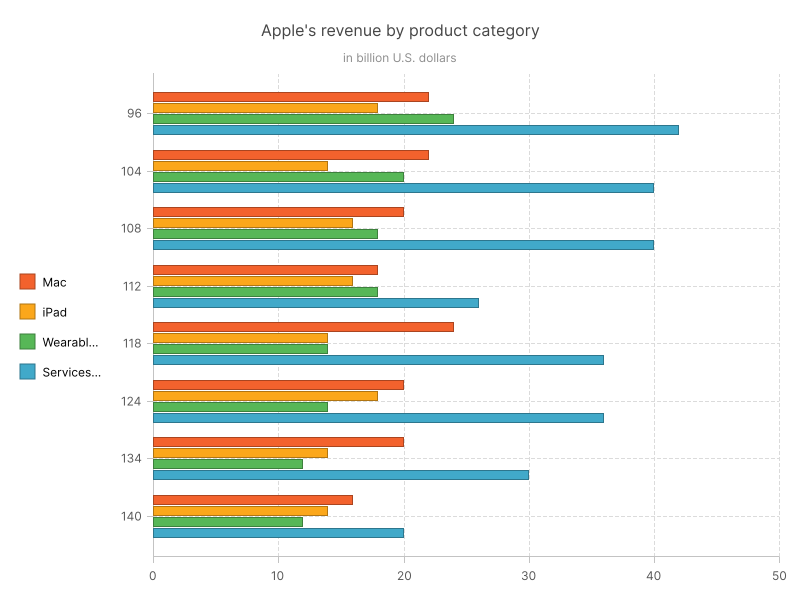 Apple's revenue by product category
in billion U.S. dollars
96
104
108
112
118
124
134
140
Mac
iPad
Wearabl...
Services...
0 10 20 30 40 50